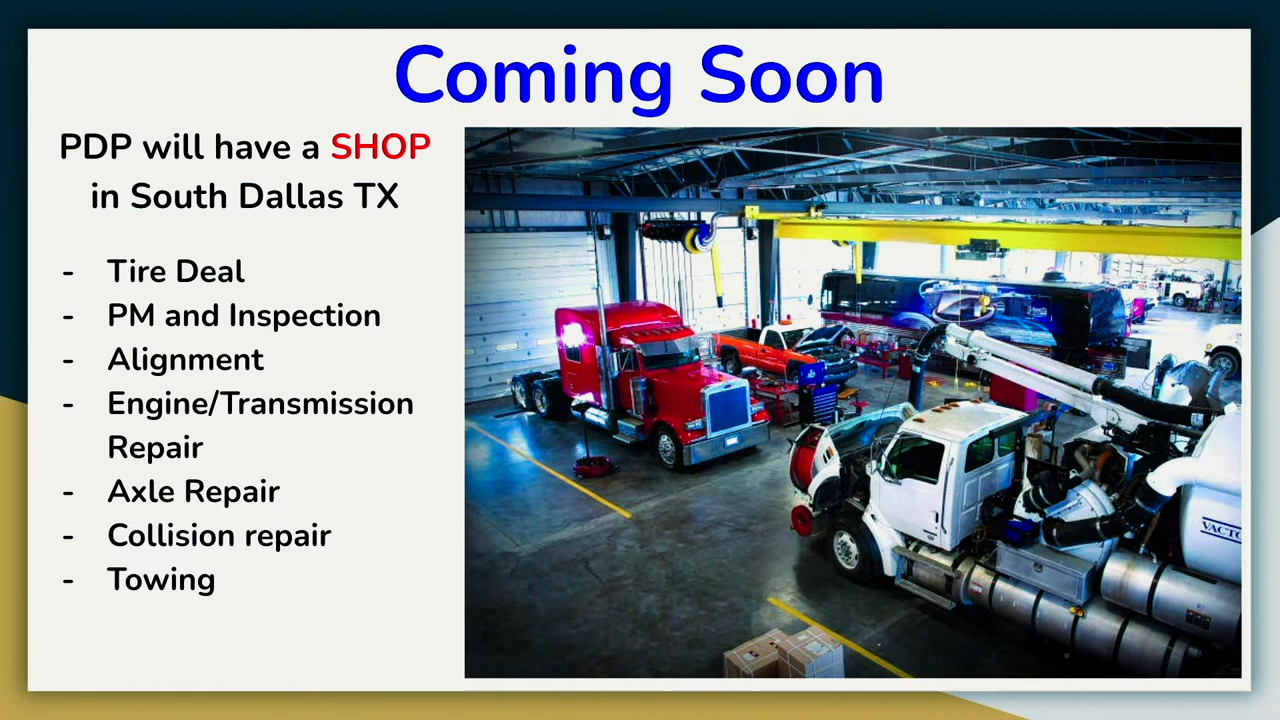 Coming Soon
PDP will have a SHOP
in South Dallas TX
- Tire Deal
- PM and Inspection
- Alignment
- Engine/Transmission
Repair
- Axle Repair
- Collision repair
- Towing